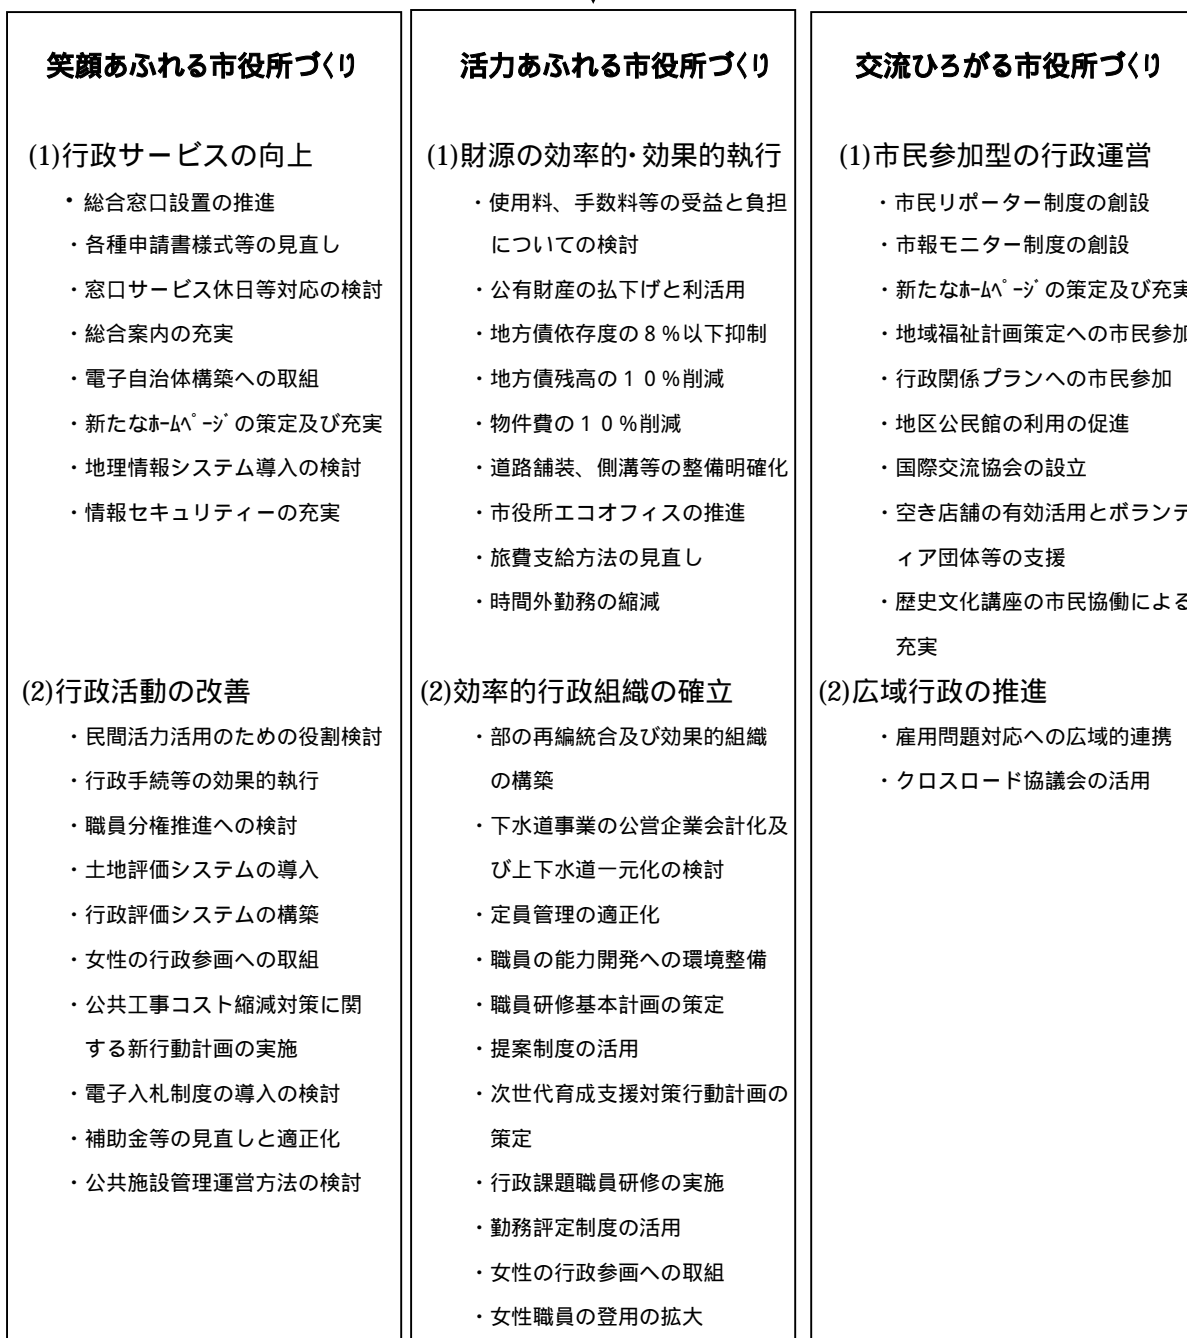 笑顔あふれる市役所づくり
(1)行政サービスの向上
・総合窓口設置の推進
・各種申請書様式等の見直し
・窓口サービス休日等対応の検討
・総合案内の充実
・電子自治体構築への取組
・新たなﾎｰﾑﾍﾟｰｼﾞの策定及び充実
・地理情報システム導入の検討
・情報セキュリティーの充実
(2)行政活動の改善
・民間活力活用のための役割検討
・行政手続等の効果的執行
・職員分権推進への検討
・土地評価システムの導入
・行政評価システムの構築
・女性の行政参画への取組
・公共工事コスト縮減対策に関
する新行動計画の実施
・電子入札制度の導入の検討
・補助金等の見直しと適正化
・公共施設管理運営方法の検討
活力あふれる市役所づくり
(1)財源の効率的・効果的執行
・使用料、手数料等の受益と負担
についての検討
・公有財産の払下げと利活用
・地方債依存度の８％以下抑制
・地方債残高の１０％削減
・物件費の１０％削減
・道路舗装、側溝等の整備明確化
・市役所エコオフィスの推進
・旅費支給方法の見直し
・時間外勤務の縮減
(2)効率的行政組織の確立
・部の再編統合及び効果的組織
の構築
・下水道事業の公営企業会計化及
び上下水道一元化の検討
・定員管理の適正化
・職員の能力開発への環境整備
・職員研修基本計画の策定
・提案制度の活用
・次世代育成支援対策行動計画の
策定
・行政課題職員研修の実施
・勤務評定制度の活用
・女性の行政参画への取組
・女性職員の登用の拡大
交流ひろがる市役所づくり
(1)市民参加型の行政運営
・市民リポーター制度の創設
・市報モニター制度の創設
・新たなﾎｰﾑﾍﾟｰｼﾞの策定及び充実
・地域福祉計画策定への市民参加
・行政関係プランへの市民参加
・地区公民館の利用の促進
・国際交流協会の設立
・空き店舗の有効活用とボランテ
ィア団体等の支援
・歴史文化講座の市民協働による
充実
(2)広域行政の推進
・雇用問題対応への広域的連携
・クロスロード協議会の活用